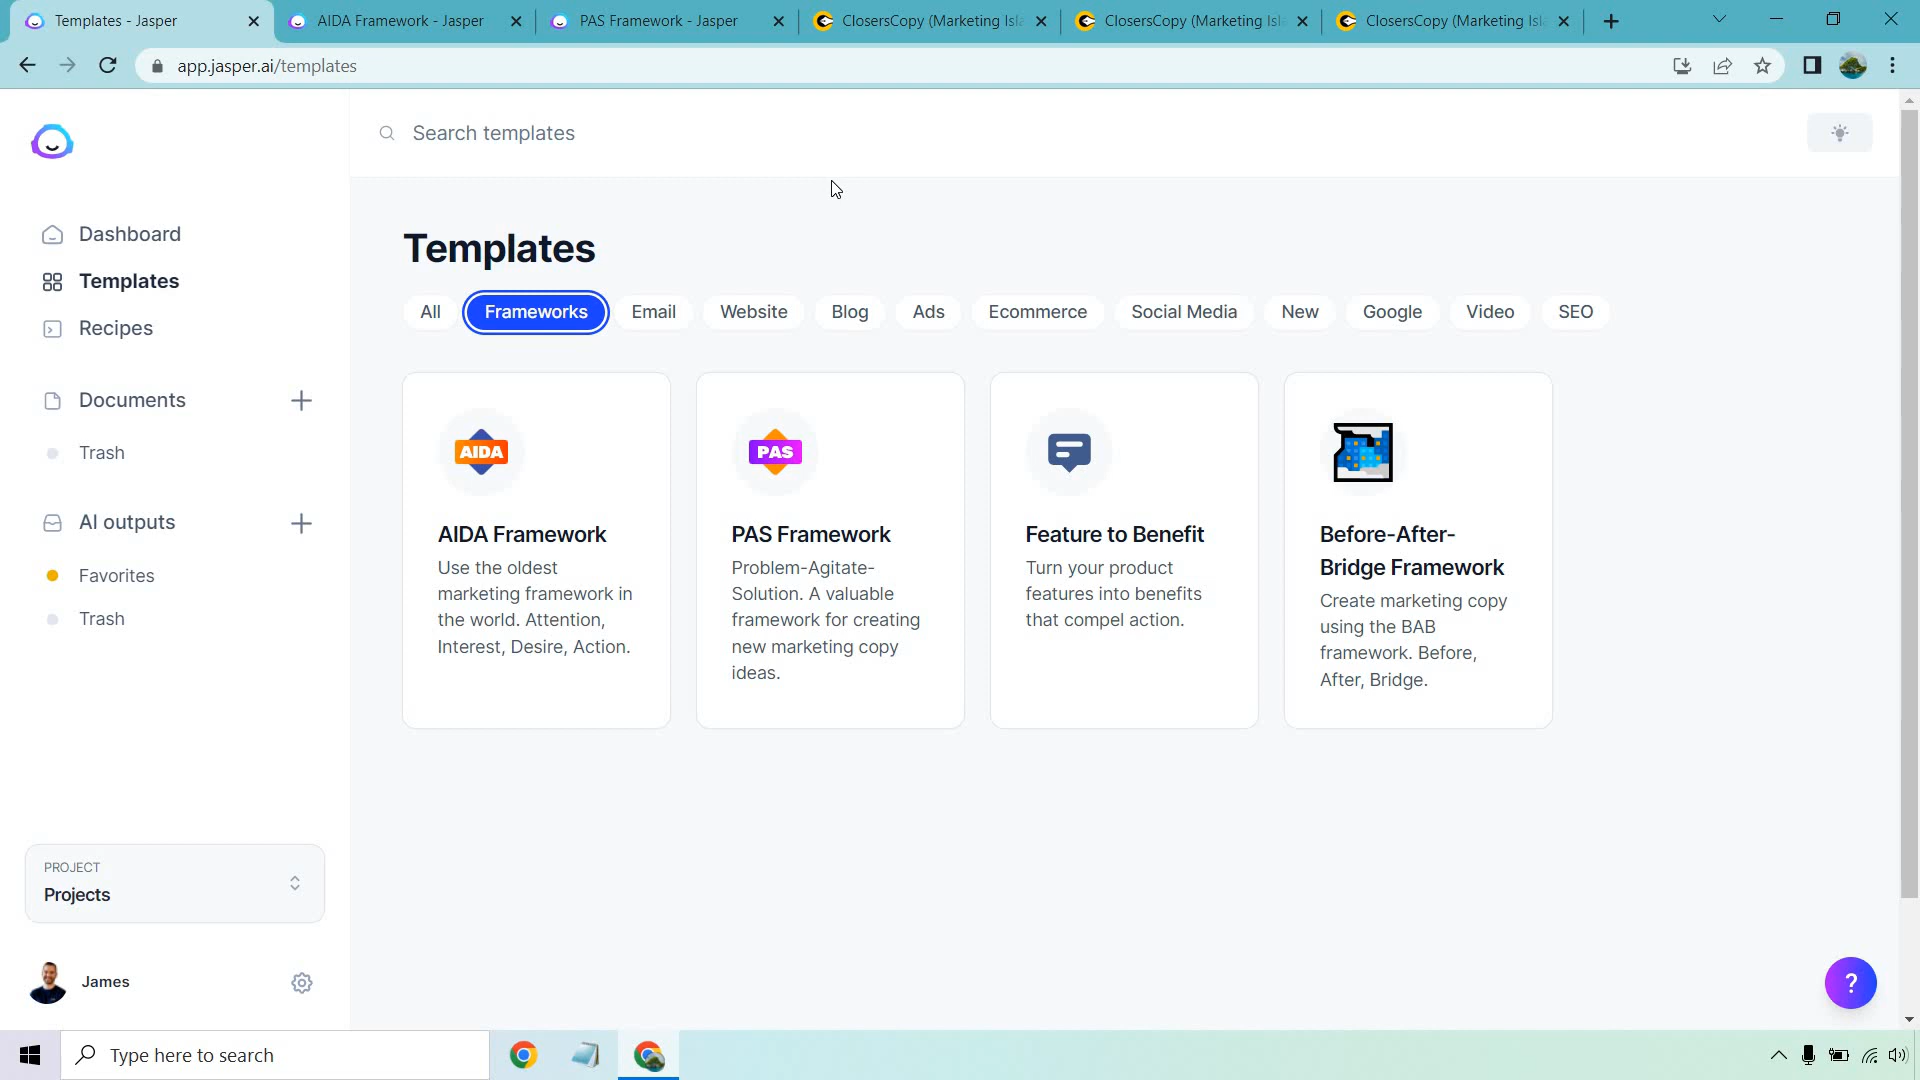 Templates - Jasper
AIDA Framework - Jasper
PAS Framework - Jasper
ClosersCopy (Marketing Isla
ClosersCopy (Marketing Isla
ClosersCopy (Marketing Isla
app.jasper.ai/templates
Search templates
Dashboard
Templates
Recipes
Documents
Trash
AI outputs
Favorites
Trash
PROJECT
Projects
James
Templates
All
Frameworks
Email
Website
Blog
Ads
Ecommerce
Social Media
New
Google
Video
SEO
AIDA
AIDA Framework
Use the oldest
marketing framework in
the world. Attention,
Interest, Desire, Action.
PAS
PAS Framework
Problem-Agitate-
Solution. A valuable
framework for creating
new marketing copy
ideas.
Feature to Benefit
Turn your product
features into benefits
that compel action.
Before-After-
Bridge Framework
Create marketing copy
using the BAB
framework. Before,
After, Bridge.
?
Type here to search